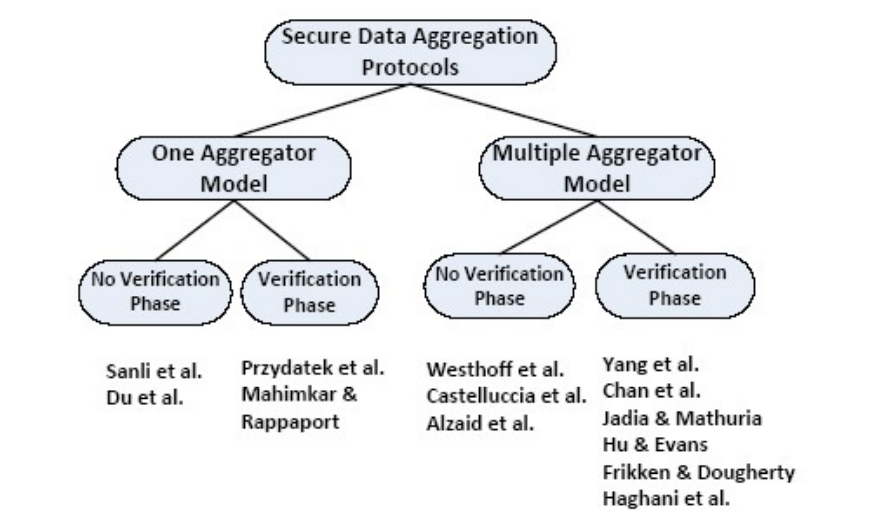 Secure Data Aggregation
Protocols
One Aggregator
Model
Multiple Aggregator
Model
No Verification
Phase
Verification
Phase
No Verification
Phase
Verification
Phase
Sanli et al.
Du et al.
Przydatek et al.
Mahimkar &
Rappaport
Westhoff et al.
Castelluccia et al.
Alzaid et al.
Yang et al.
Chan et al.
Jadia & Mathuria
Hu & Evans
Frikken & Dougherty
Haghani et al.